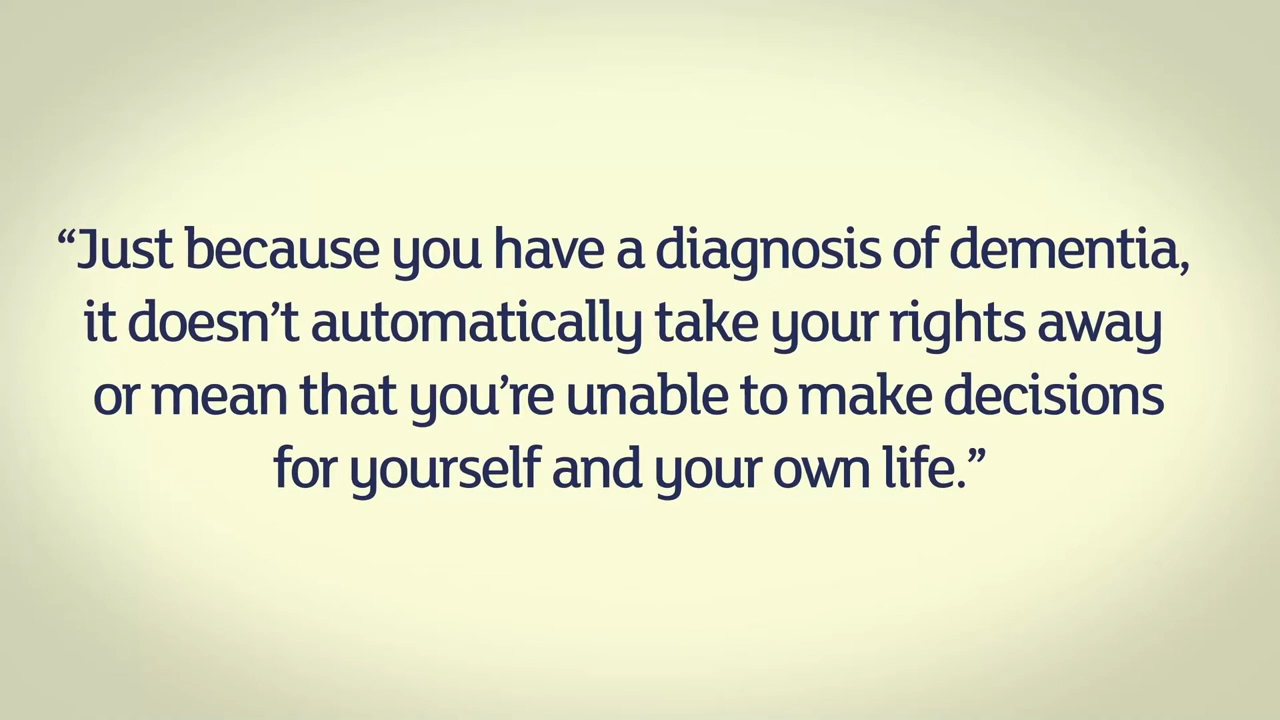 “Just because you have a diagnosis of dementia,
it doesn’t automatically take your rights away
or mean that you’re unable to make decisions
for yourself and your own life.”